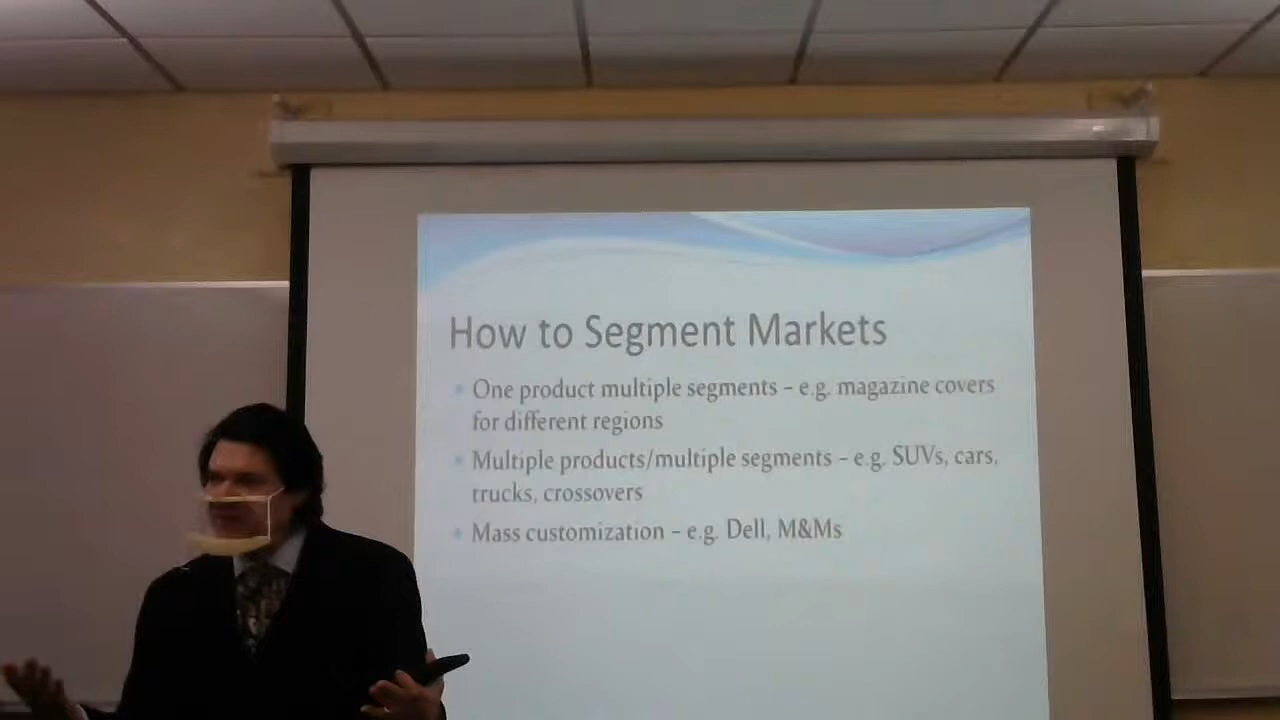 How to Segment Markets
One product multiple segments – e.g. magazine covers
for different regions
Multiple products/multiple segments – e.g. SUVs, cars,
trucks, crossovers
Mass customization – e.g. Dell, M&Ms